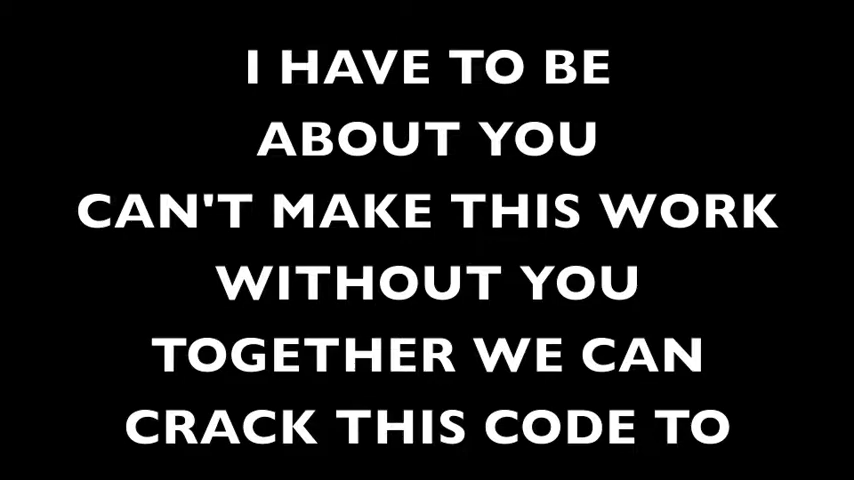 I HAVE TO BE
ABOUT YOU
CAN'T MAKE THIS WORK
WITHOUT YOU
TOGETHER WE CAN
CRACK THIS CODE TO